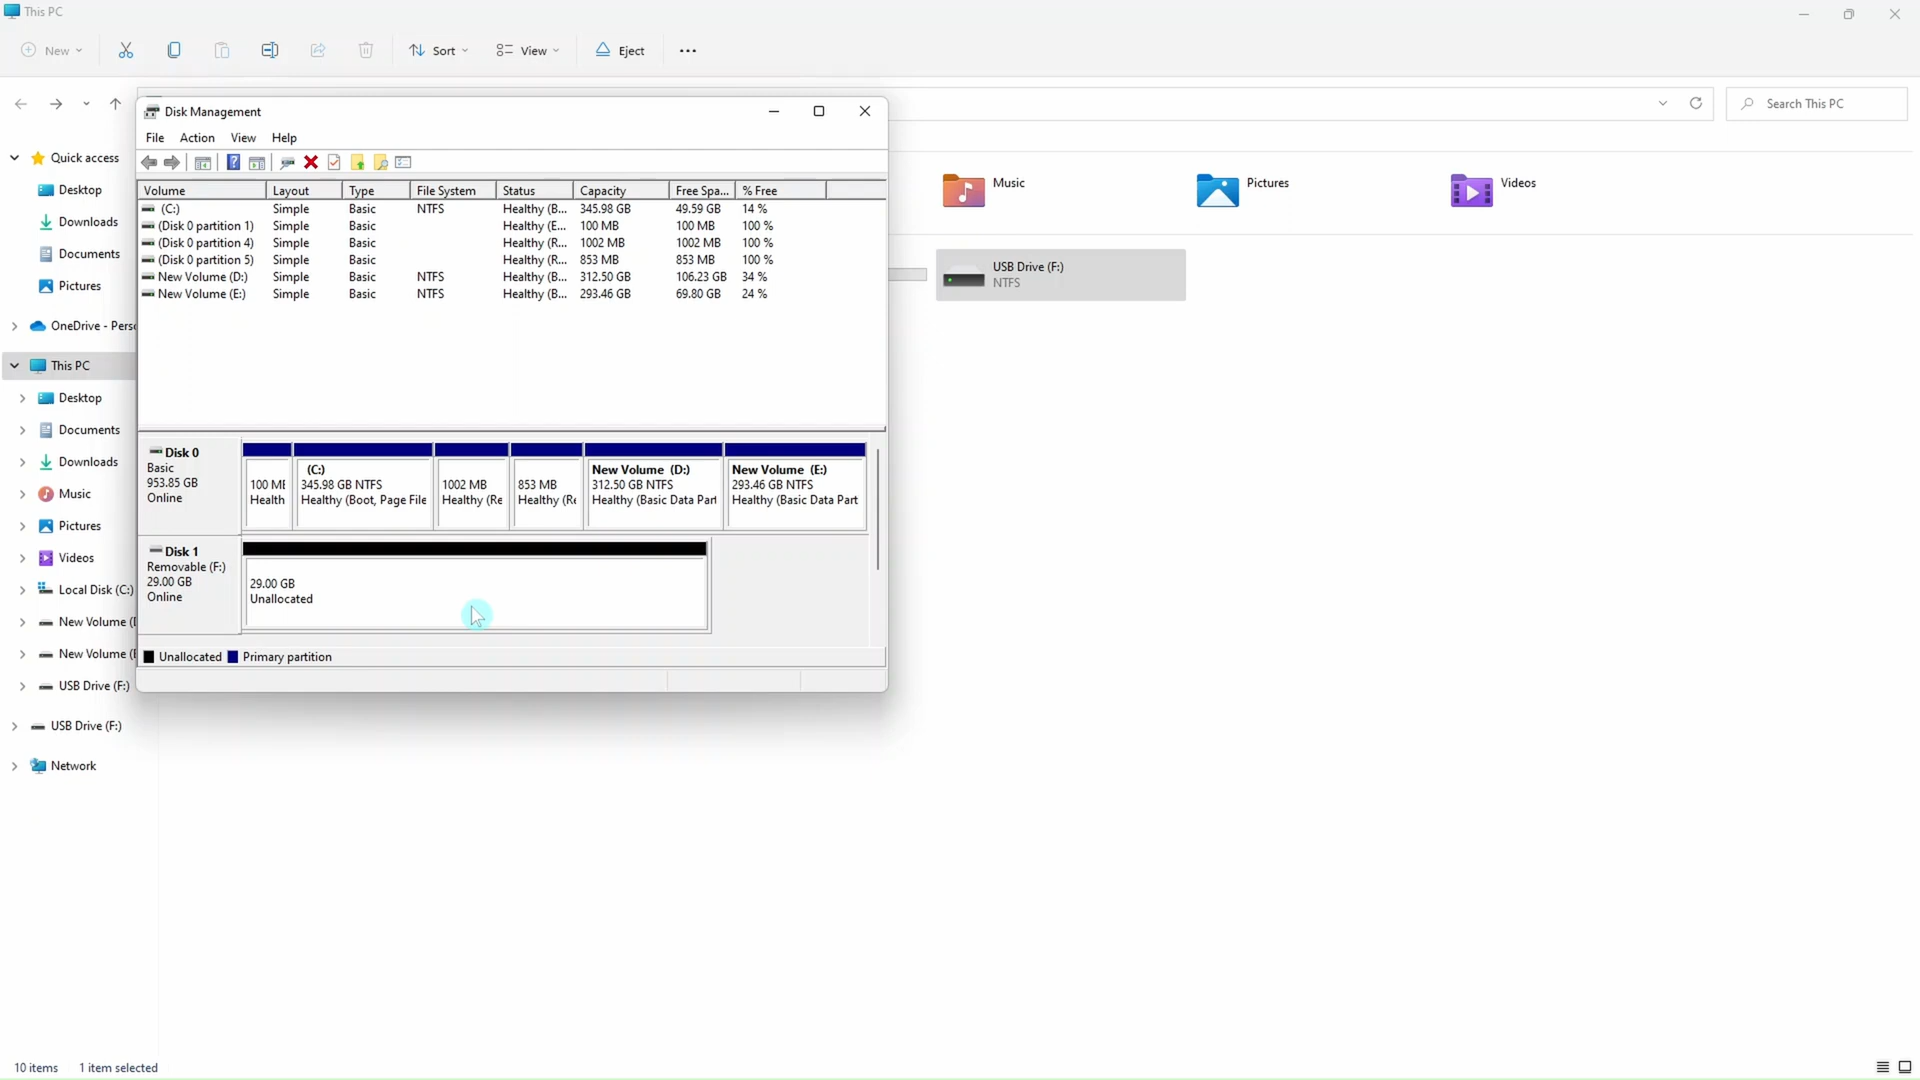 This PC
New
Sort
View
Eject
Search This PC
Disk Management
File Action View Help
Quick access
Desktop
Downloads
Documents
Pictures
OneDrive - Pers
This PC
Desktop
Documents
Downloads
Music
Pictures
Videos
Local Disk (C:)
New Volume (
New Volume (
USB Drive (F:)
USB Drive (F:)
Network
Volume Layout Type File System Status Capacity Free Spa... % Free
(C:) Simple Basic NTFS Healthy (B... 345.98 GB 49.59 GB 14 %
(Disk 0 partition 1) Simple Basic Healthy (E... 100 MB 100 MB 100 %
(Disk 0 partition 4) Simple Basic Healthy (R... 1002 MB 1002 MB 100 %
(Disk 0 partition 5) Simple Basic Healthy (R... 853 MB 853 MB 100 %
New Volume (D:) Simple Basic NTFS Healthy (B... 312.50 GB 106.23 GB 34 %
New Volume (E:) Simple Basic NTFS Healthy (B... 293.46 GB 69.80 GB 24 %
Disk 0
Basic
953.85 GB
Online
100 ME
Health
(C:)
345.98 GB NTFS
Healthy (Boot, Page File
1002 MB
Healthy (Re
853 MB
Healthy (Re
New Volume (D:)
312.50 GB NTFS
Healthy (Basic Data Part
New Volume (E:)
293.46 GB NTFS
Healthy (Basic Data Part
Disk 1
Removable (F:)
29.00 GB
Online
29.00 GB
Unallocated
Unallocated Primary partition
Music
Pictures
Videos
USB Drive (F:)
NTFS
10 items 1 item selected